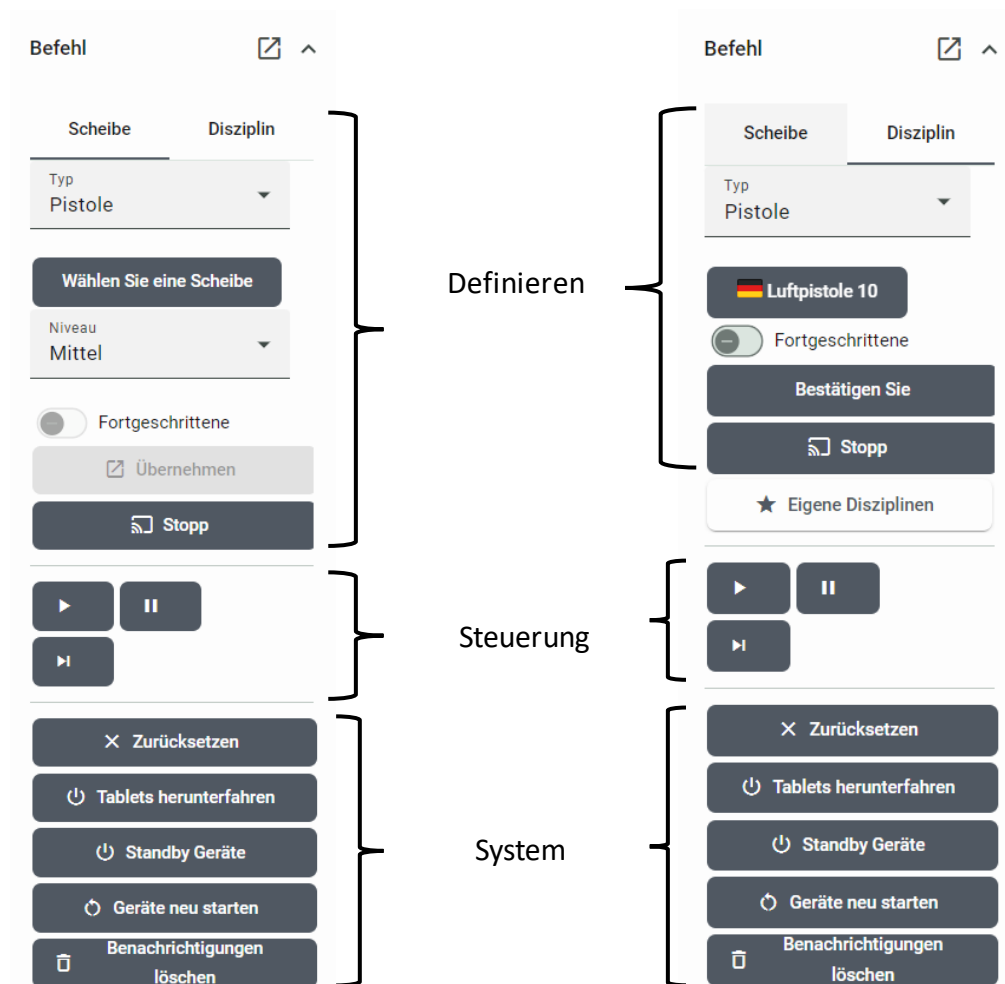 Befehl
Scheibe Disziplin
Typ
Pistole
Wählen Sie eine Scheibe
Niveau
Mittel
Fortgeschrittene
Übernehmen
Stopp
Zurücksetzen
Tablets herunterfahren
Standby Geräte
Geräte neu starten
Benachrichtigungen
löschen
Definieren
Steuerung
System
Befehl
Scheibe Disziplin
Typ
Pistole
Luftpistole 10
Fortgeschrittene
Bestätigen Sie
Stopp
Eigene Disziplinen
Zurücksetzen
Tablets herunterfahren
Standby Geräte
Geräte neu starten
Benachrichtigungen
löschen